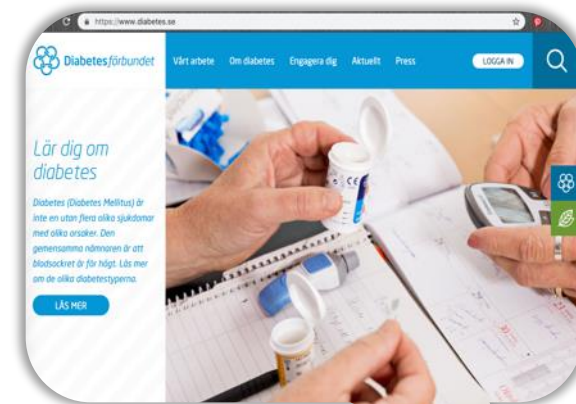 https://www.diabetes.se
Diabetesförbundet
Vårt arbete Om diabetes Engagera dig Aktuellt Press
LOGGA IN
Lär dig om
diabetes
Diabetes (Diabetes Mellitus) är
inte en utan flera olika sjukdomar
med olika orsaker. Den
gemensamma nämnaren är att
blodsockret är för högt. Läs mer
om de olika diabetestyperna.
LÄS MER
CE